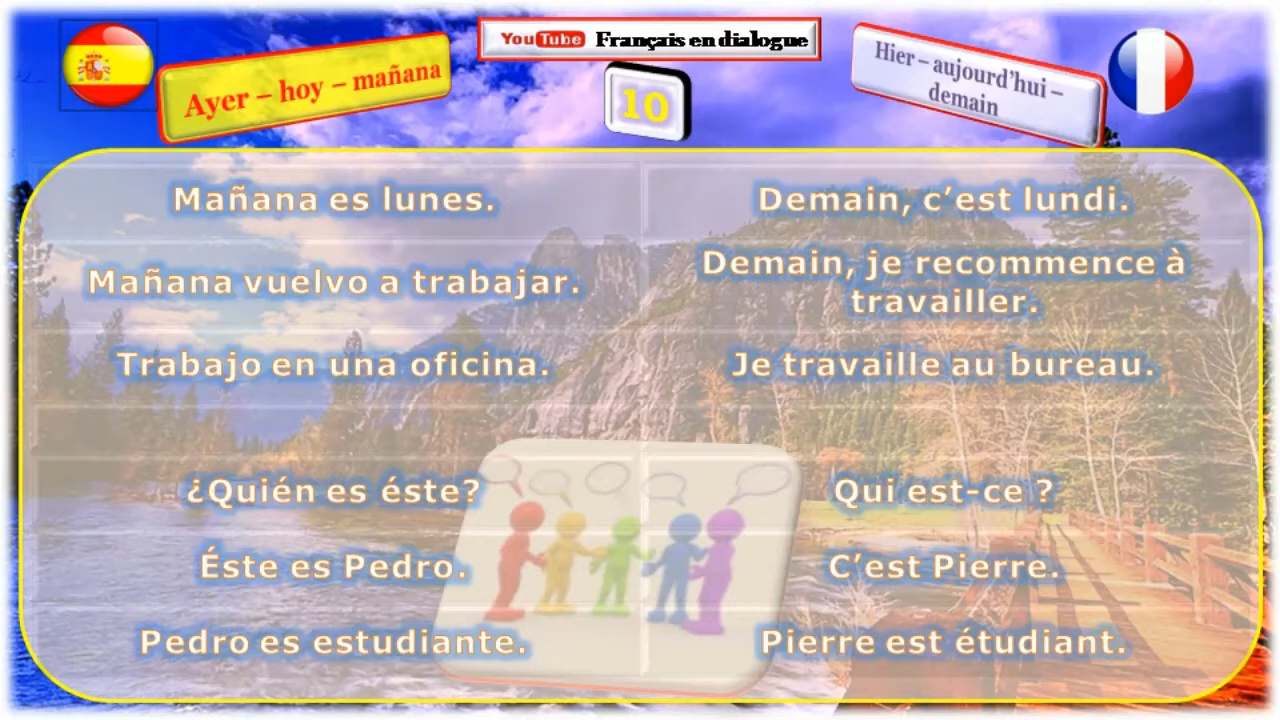 YouTube Français en dialogue
Ayer – hoy – mañana
10
Hier – aujourd’hui –
demain
Mañana es lunes.
Demain, c’est lundi.
Mañana vuelvo a trabajar.
Demain, je recommence à
travailler.
Trabajo en una oficina.
Je travaille au bureau.
¿Quién es éste?
Qui est-ce ?
Éste es Pedro.
C’est Pierre.
Pedro es estudiante.
Pierre est étudiant.